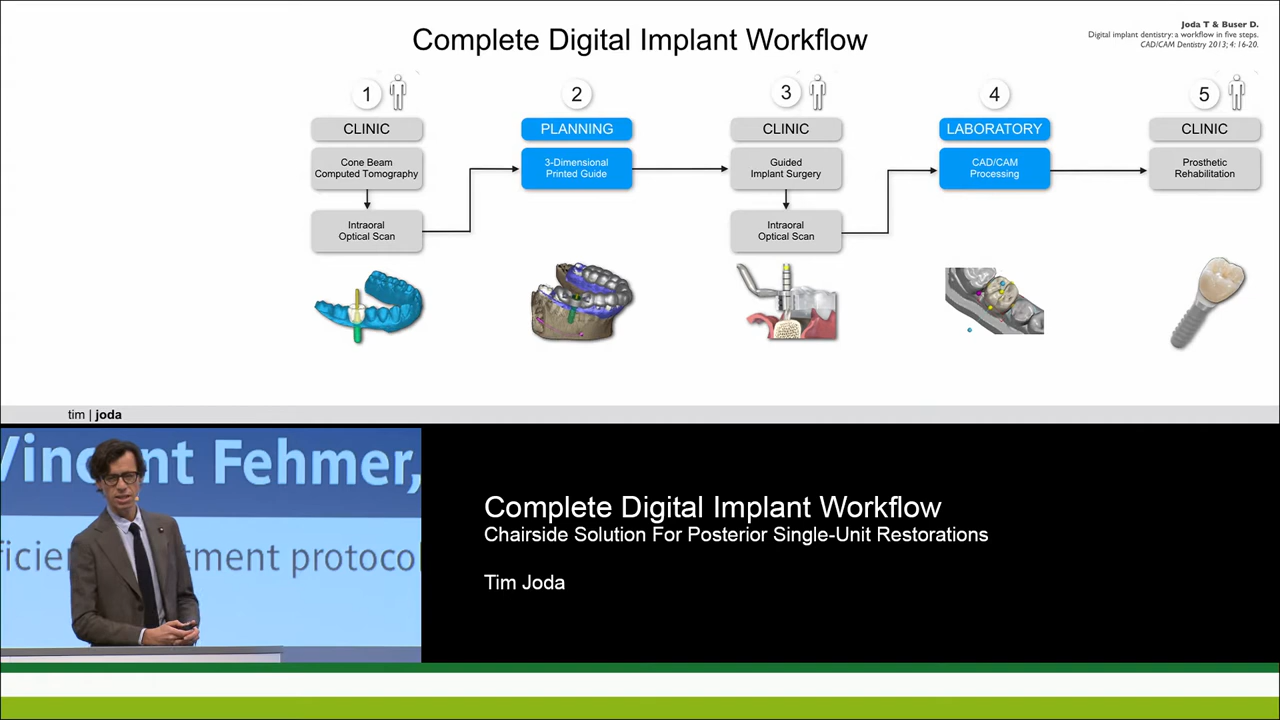 Complete Digital Implant Workflow
Joda T & Buser D.
Digital implant dentistry: a workflow in five steps.
CAD/CAM Dentistry 2013; 4: 16-20.
1
2
3
4
5
CLINIC
PLANNING
CLINIC
LABORATORY
CLINIC
Cone Beam
Computed Tomography
3-Dimensional
Printed Guide
Guided
Implant Surgery
CAD/CAM
Processing
Prosthetic
Rehabilitation
Intraoral
Optical Scan
Intraoral
Optical Scan
tim | joda
Vincent Fehmer,
protocol
Complete Digital Implant Workflow
Chairside Solution For Posterior Single-Unit Restorations
Tim Joda